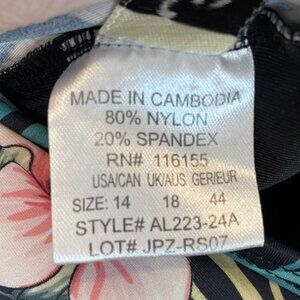 MADE IN CAMBODIA
80% NYLON
20% SPANDEX
RN# 116155
USA/CAN UK/AUS GER/EUR
SIZE: 14 18 44
STYLE# AL223-24A
LOT# JPZ-RS07